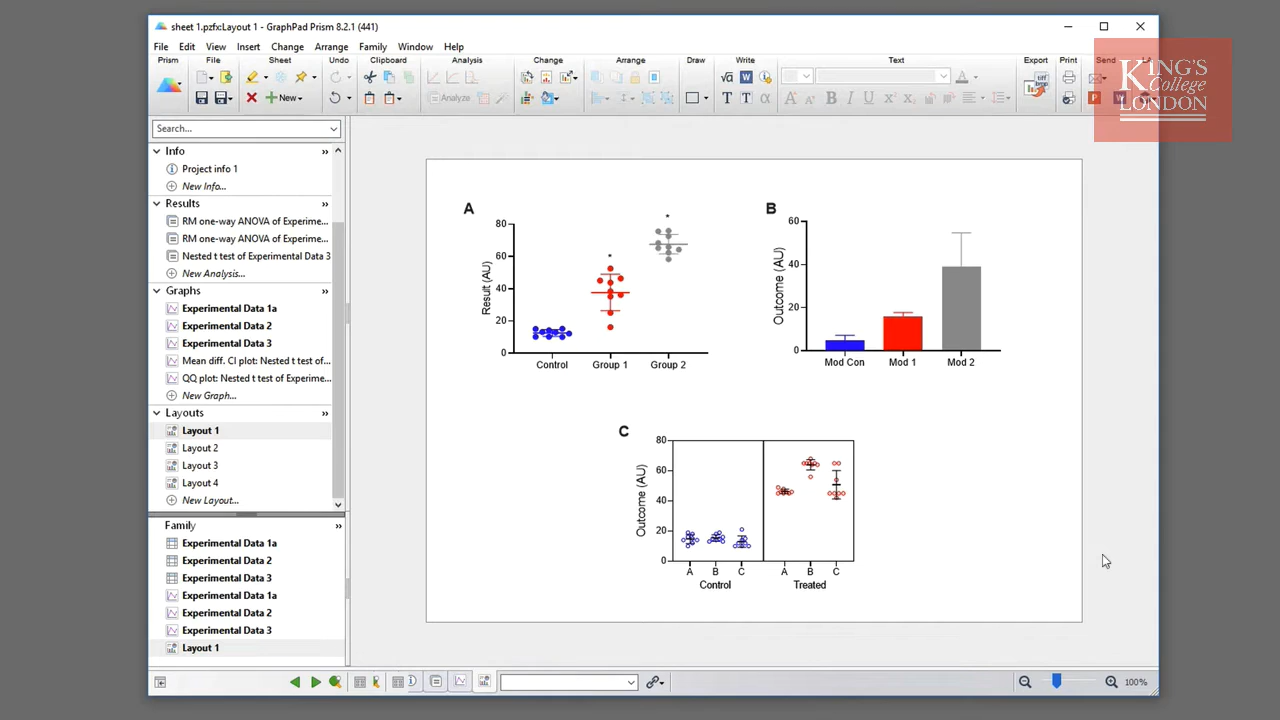 sheet 1.pzfx:Layout 1 - GraphPad Prism 8.2.1 (441)
File Edit View Insert Change Arrange Family Window Help
Prism File Sheet Undo Clipboard Analysis Change Arrange Draw Write Text Export Print Send
New
Analyze
KING'S
College
LONDON
Search...
Info
Project info 1
New Info...
Results
RM one-way ANOVA of Experime...
RM one-way ANOVA of Experime...
Nested t test of Experimental Data 3
New Analysis...
Graphs
Experimental Data 1a
Experimental Data 2
Experimental Data 3
Mean diff. CI plot: Nested t test of...
QQ plot: Nested t test of Experime...
New Graph...
Layouts
Layout 1
Layout 2
Layout 3
Layout 4
New Layout...
Family
Experimental Data 1a
Experimental Data 2
Experimental Data 3
Experimental Data 1a
Experimental Data 2
Experimental Data 3
Layout 1
A
Result (AU)
80
60
40
20
0
* *
Control Group 1 Group 2
B
Outcome (AU)
60
40
20
0
Mod Con Mod 1 Mod 2
C
Outcome (AU)
80
60
40
20
0
A B C A B C
Control Treated
100%